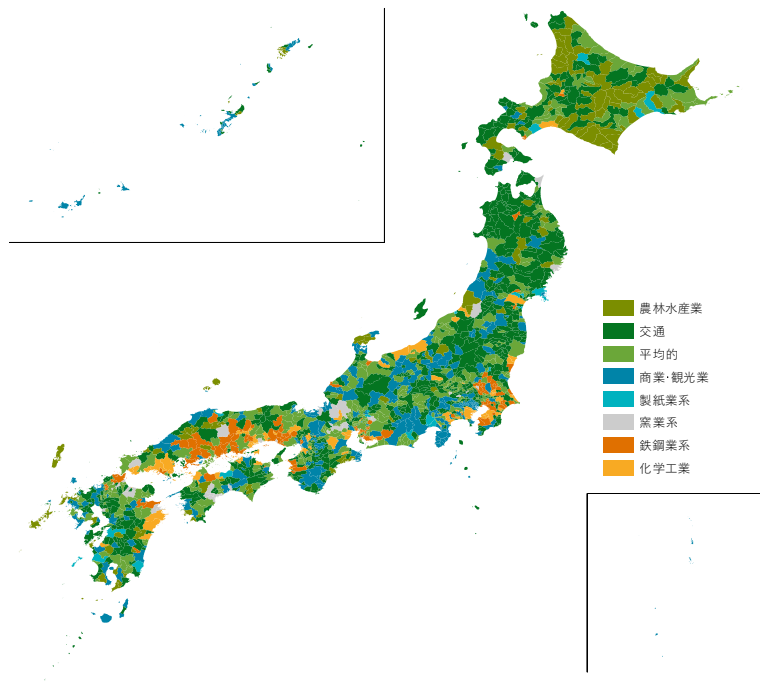 農林水産業
交通
平均的
商業・観光業
製紙業系
窯業系
鉄鋼業系
化学工業